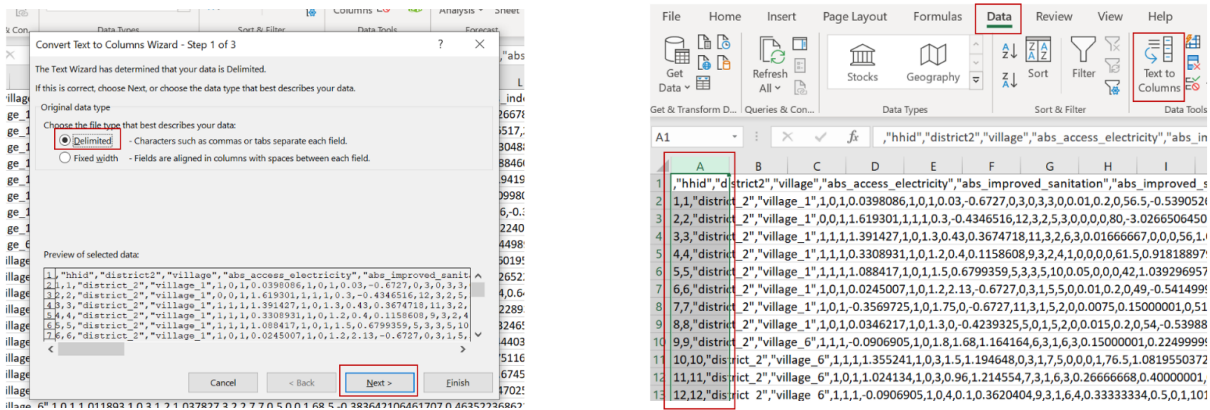 Columns
Analysis
Sheet
& Con...
Data Types
Sort & Filter
Data Tools
Forecast
Convert Text to Columns Wizard - Step 1 of 3
?
The Text Wizard has determined that your data is Delimited.
If this is correct, choose Next, or choose the data type that best describes your data.
Original data type
Choose the file type that best describes your data:
Delimited - Characters such as commas or tabs separate each field.
Fixed width - Fields are aligned in columns with spaces between each field.
Preview of selected data:
1 ,"hhid","district2","village","abs_access_electricity","abs_improved_sanit
2 1,1,"district_2","village_1",1,0,1,0.0398086,1,0,1,0.03,-0.6727,0,3,0,3,3
3 2,2,"district_2","village_1",0,0,1,1.619301,1,1,1,0.3,-0.4346516,12,3,2,5,
4 3,3,"district_2","village_1",1,1,1,1.391427,1,0,1.3,0.43,0.3674718,11,3,2,
5 4,4,"district_2","village_1",1,1,1,0.3308931,1,0,1.2,0.4,0.1158608,9,3,2,4
6 5,5,"district_2","village_1",1,1,1,1.088417,1,0,1,1.5,0.6799359,5,3,3,5,10
7 6,6,"district_2","village_1",1,0,1,0.0245007,1,0,1.2,2.13,-0.6727,0,3,1,5,
Cancel
< Back
Next >
Finish
File Home Insert Page Layout Formulas Data Review View Help
Get Data
Refresh All
Stocks
Geography
Sort
Filter
Text to Columns
Get & Transform D...
Queries & Con...
Data Types
Sort & Filter
Data Tools
A1
fx
,"hhid","district2","village","abs_access_electricity","abs_im
A B C D E F G H I
1 ,"hhid","district2","village","abs_access_electricity","abs_improved_sanitation","abs_improved_s
2 1,1,"district_2","village_1",1,0,1,0.0398086,1,0,1,0.03,-0.6727,0,3,0,3,3,0,0.01,0.2,0,56.5,-0.5390526
3 2,2,"district_2","village_1",0,0,1,1.619301,1,1,1,0.3,-0.4346516,12,3,2,5,3,0,0,0,0,80,-3.0266506450
4 3,3,"district_2","village_1",1,1,1,1.391427,1,0,1.3,0.43,0.3674718,11,3,2,6,3,0.01666667,0,0,0,56,1.0
5 4,4,"district_2","village_1",1,1,1,0.3308931,1,0,1.2,0.4,0.1158608,9,3,2,4,1,0,0,0,0,61.5,0.918188979
6 5,5,"district_2","village_1",1,1,1,1.088417,1,0,1,1.5,0.6799359,5,3,3,5,10,0.05,0,0,0,42,1.039296957
7 6,6,"district_2","village_1",1,0,1,0.0245007,1,0,1.2,2.13,-0.6727,0,3,1,5,5,0,0.01,0.2,0,49,-0.5414999
8 7,7,"district_2","village_1",1,0,1,-0.3569725,1,0,1.75,0,-0.6727,11,3,1,5,2,0,0.0075,0.15000001,0,51
9 8,8,"district_2","village_1",1,0,1,0.0346217,1,0,1.3,0,-0.4239325,5,0,1,5,2,0,0.015,0.2,0,54,-0.53988
10 9,9,"district_2","village_6",1,1,1,-0.0906905,1,0,1.8,1.68,1.164164,6,3,1,6,3,0.15000001,0.22499999
11 10,10,"district_2","village_6",1,1,1,1.355241,1,0,3,1.5,1.194648,0,3,1,7,5,0,0,0,1,76.5,1.0819550372
12 11,11,"district_2","village_6",1,0,1,1.024134,1,0,3,0.96,1.214554,7,3,1,6,3,0.26666668,0.40000001,
13 12,12,"district_2","village_6",1,1,1,-0.0906905,1,0,4,0.1,0.3620404,9,3,1,6,4,0.33333334,0.5,0,1,101